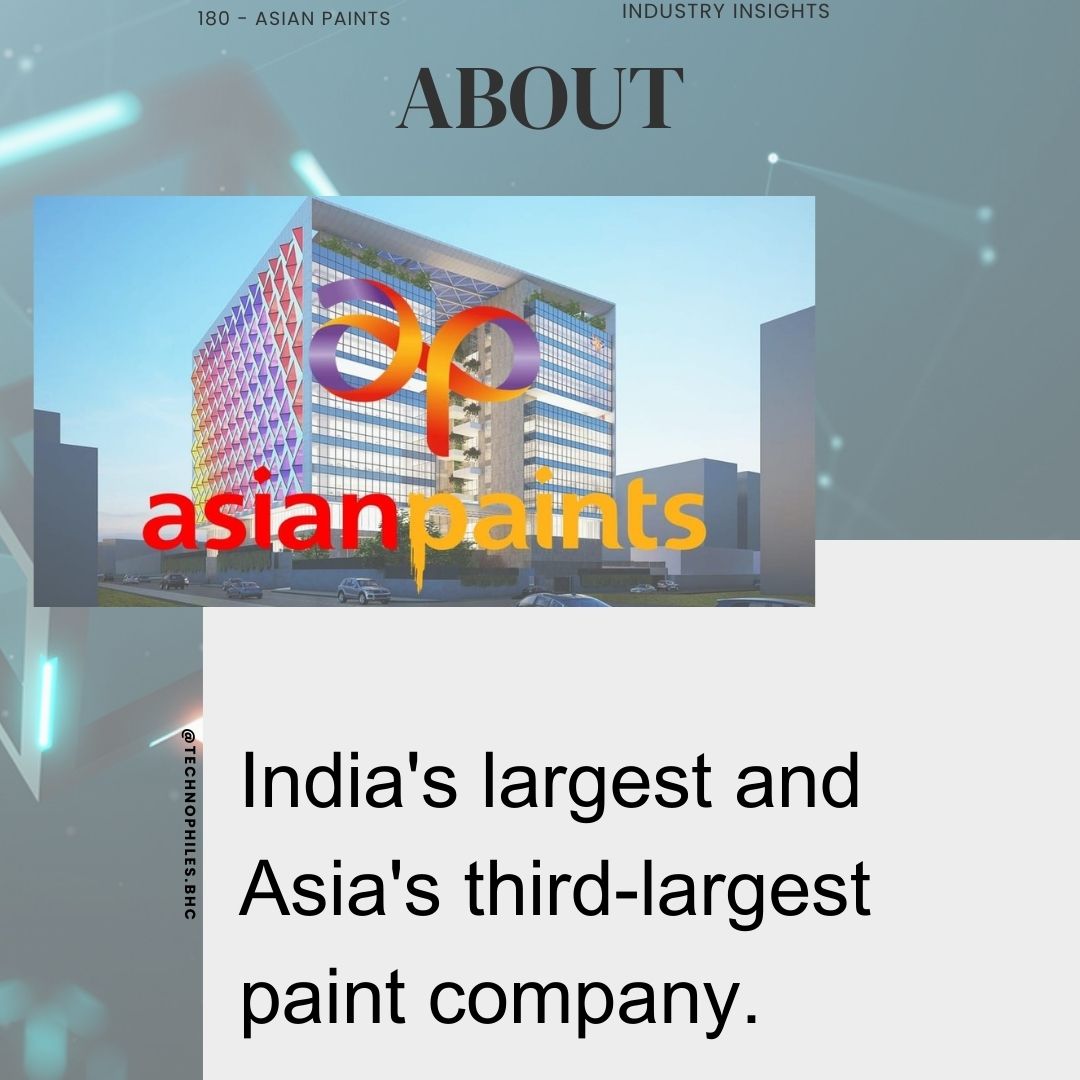 180 - ASIAN PAINTS
INDUSTRY INSIGHTS
ABOUT
ap
asianpaints
@TECHNOPHILES.BHC
India's largest and
Asia's third-largest
paint company.